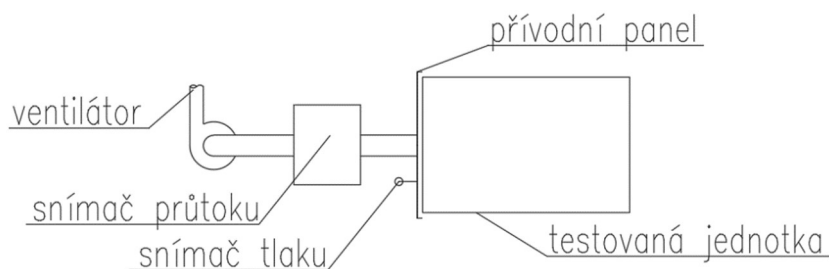 přívodní panel
ventilátor
snímač průtoku
snímač tlaku
testovaná jednotka